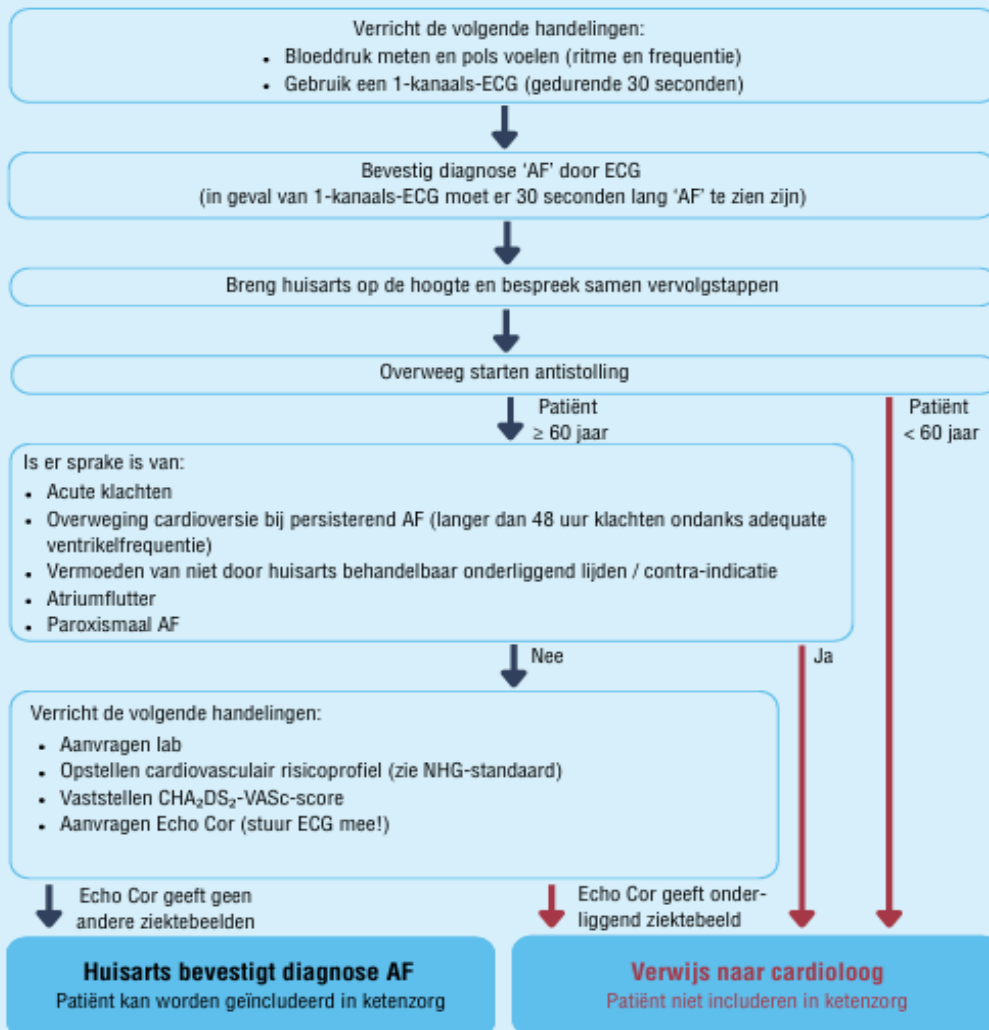 Verricht de volgende handelingen:
• Bloeddruk meten en pols voelen (ritme en frequentie)
• Gebruik een 1-kanaals-ECG (gedurende 30 seconden)
Bevestig diagnose ‘AF’ door ECG
(in geval van 1-kanaals-ECG moet er 30 seconden lang ‘AF’ te zien zijn)
Breng huisarts op de hoogte en bespreek samen vervolgstappen
Overweeg starten antistolling
Patiënt
≥ 60 jaar
Patiënt
< 60 jaar
Is er sprake is van:
• Acute klachten
• Overweging cardioversie bij persisterend AF (langer dan 48 uur klachten ondanks adequate
ventrikelfrequentie)
• Vermoeden van niet door huisarts behandelbaar onderliggend lijden / contra-indicatie
• Atriumflutter
• Paroxismaal AF
Nee
Ja
Verricht de volgende handelingen:
• Aanvragen lab
• Opstellen cardiovasculair risicoprofiel (zie NHG-standaard)
• Vaststellen CHA₂DS₂-VASc-score
• Aanvragen Echo Cor (stuur ECG mee!)
Echo Cor geeft geen
andere ziektebeelden
Echo Cor geeft onder-
liggend ziektebeeld
Huisarts bevestigt diagnose AF
Patiënt kan worden geïncludeerd in ketenzorg
Verwijs naar cardioloog
Patiënt niet includeren in ketenzorg